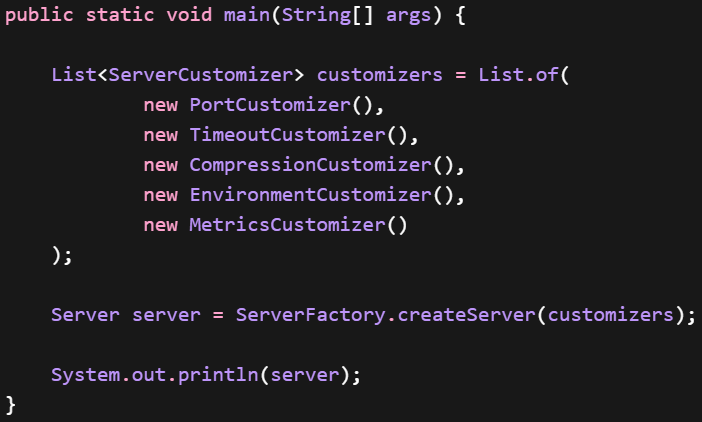 public static void main(String[] args) {
    List<ServerCustomizer> customizers = List.of(
            new PortCustomizer(),
            new TimeoutCustomizer(),
            new CompressionCustomizer(),
            new EnvironmentCustomizer(),
            new MetricsCustomizer()
    );
    Server server = ServerFactory.createServer(customizers);
    System.out.println(server);
}